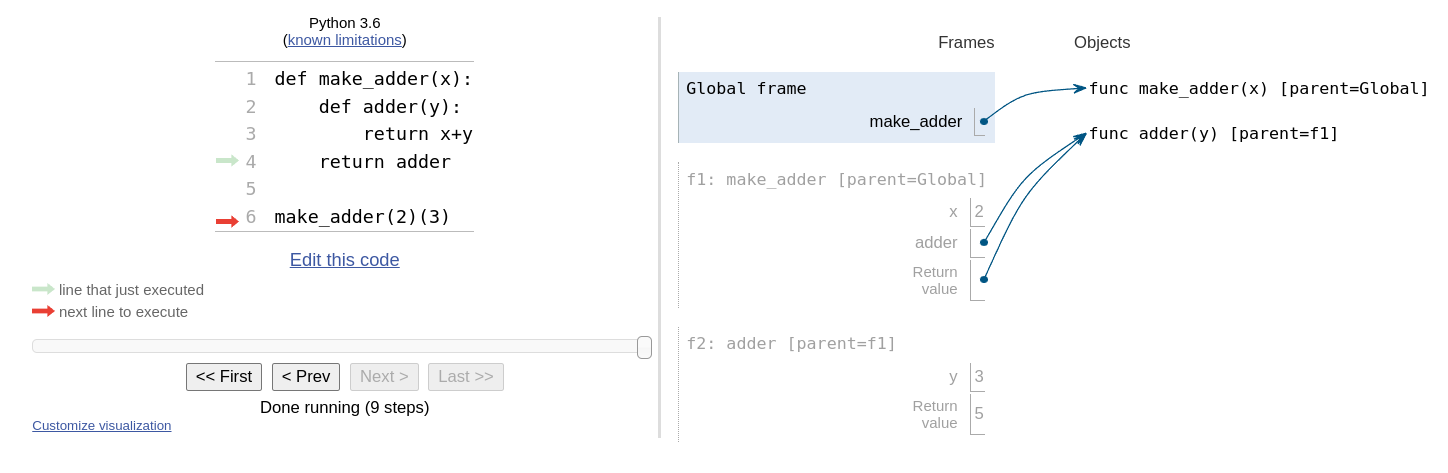 Python 3.6
(known limitations)
1 def make_adder(x):
2     def adder(y):
3         return x+y
4     return adder
5
6 make_adder(2)(3)
Edit this code
line that just executed
next line to execute
<< First < Prev Next > Last >>
Done running (9 steps)
Customize visualization
Frames Objects
Global frame
make_adder
func make_adder(x) [parent=Global]
func adder(y) [parent=f1]
f1: make_adder [parent=Global]
x 2
adder
Return
value
f2: adder [parent=f1]
y 3
Return
value 5